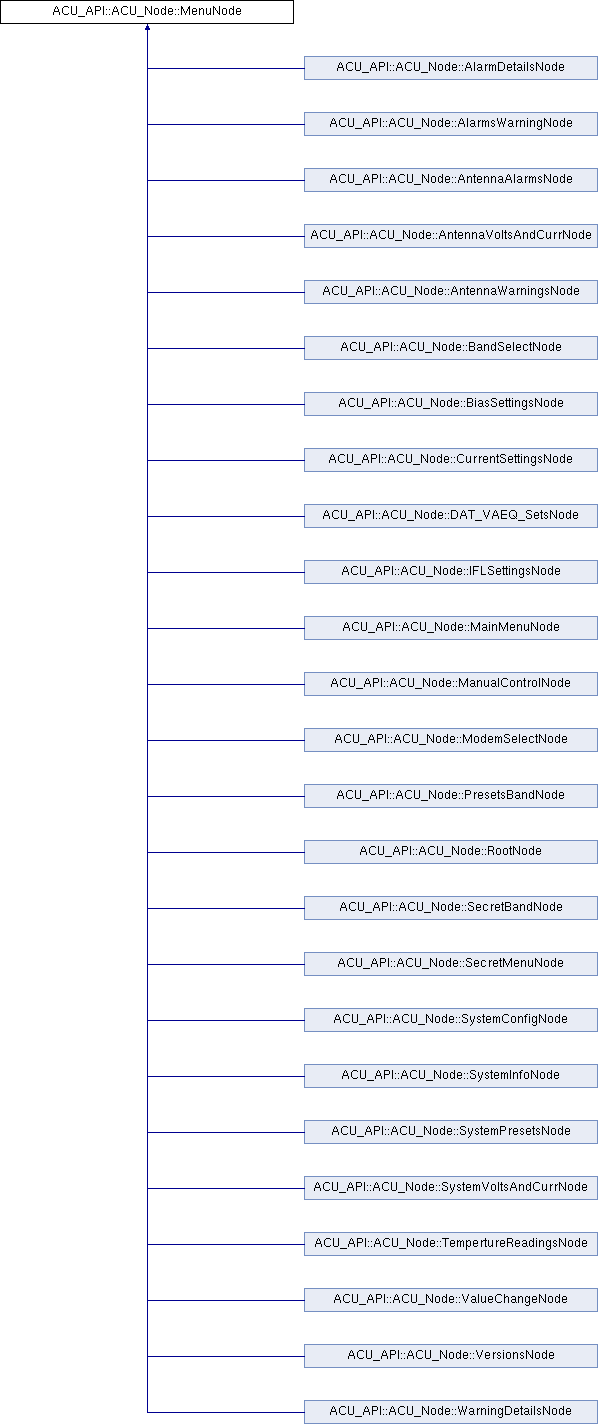 ACU_API::ACU_Node::MenuNode
ACU_API::ACU_Node::AlarmDetailsNode
ACU_API::ACU_Node::AlarmsWarningNode
ACU_API::ACU_Node::AntennaAlarmsNode
ACU_API::ACU_Node::AntennaVoltsAndCurrNode
ACU_API::ACU_Node::AntennaWarningsNode
ACU_API::ACU_Node::BandSelectNode
ACU_API::ACU_Node::BiasSettingsNode
ACU_API::ACU_Node::CurrentSettingsNode
ACU_API::ACU_Node::DAT_VAEQ_SetsNode
ACU_API::ACU_Node::IFLSettingsNode
ACU_API::ACU_Node::MainMenuNode
ACU_API::ACU_Node::ManualControlNode
ACU_API::ACU_Node::ModemSelectNode
ACU_API::ACU_Node::PresetsBandNode
ACU_API::ACU_Node::RootNode
ACU_API::ACU_Node::SecretBandNode
ACU_API::ACU_Node::SecretMenuNode
ACU_API::ACU_Node::SystemConfigNode
ACU_API::ACU_Node::SystemInfoNode
ACU_API::ACU_Node::SystemPresetsNode
ACU_API::ACU_Node::SystemVoltsAndCurrNode
ACU_API::ACU_Node::TempertureReadingsNode
ACU_API::ACU_Node::ValueChangeNode
ACU_API::ACU_Node::VersionsNode
ACU_API::ACU_Node::WarningDetailsNode